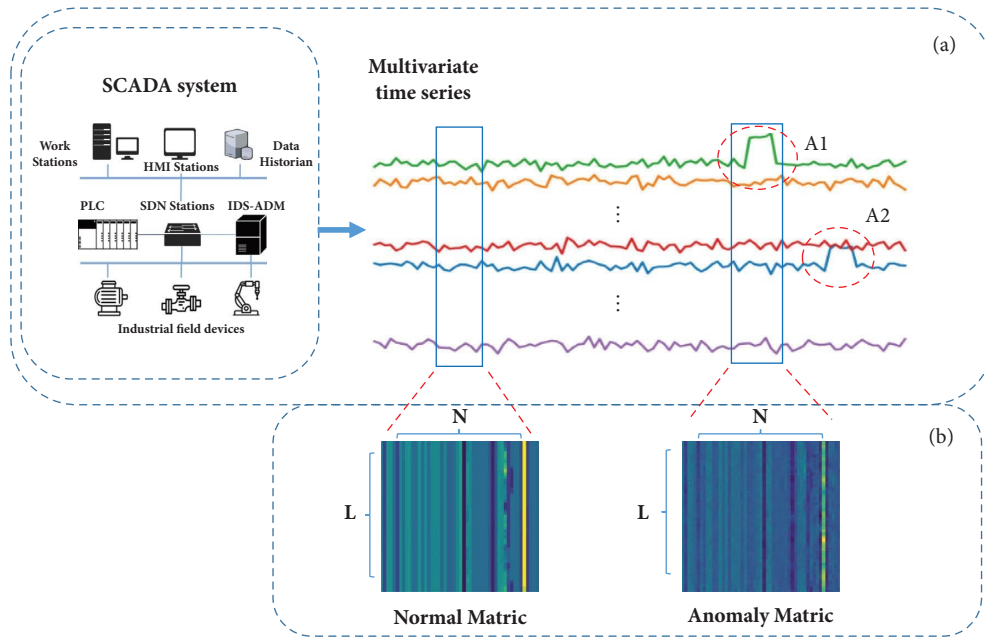 (a)
SCADA system
Work
Stations
HMI Stations
Data
Historian
PLC
SDN Stations
IDS-ADM
Industrial field devices
Multivariate
time series
A1
A2
⋮
⋮
(b)
N
L
Normal Matric
N
L
Anomaly Matric